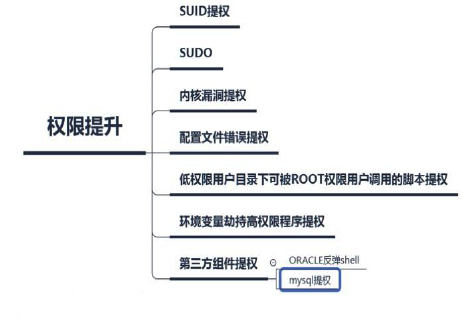 SUID提权
SUDO
内核漏洞提权
权限提升
配置文件错误提权
低权限用户目录下可被ROOT权限用户调用的脚本提权
环境变量劫持高权限程序提权
第三方组件提权
ORACLE反弹shell
mysql提权